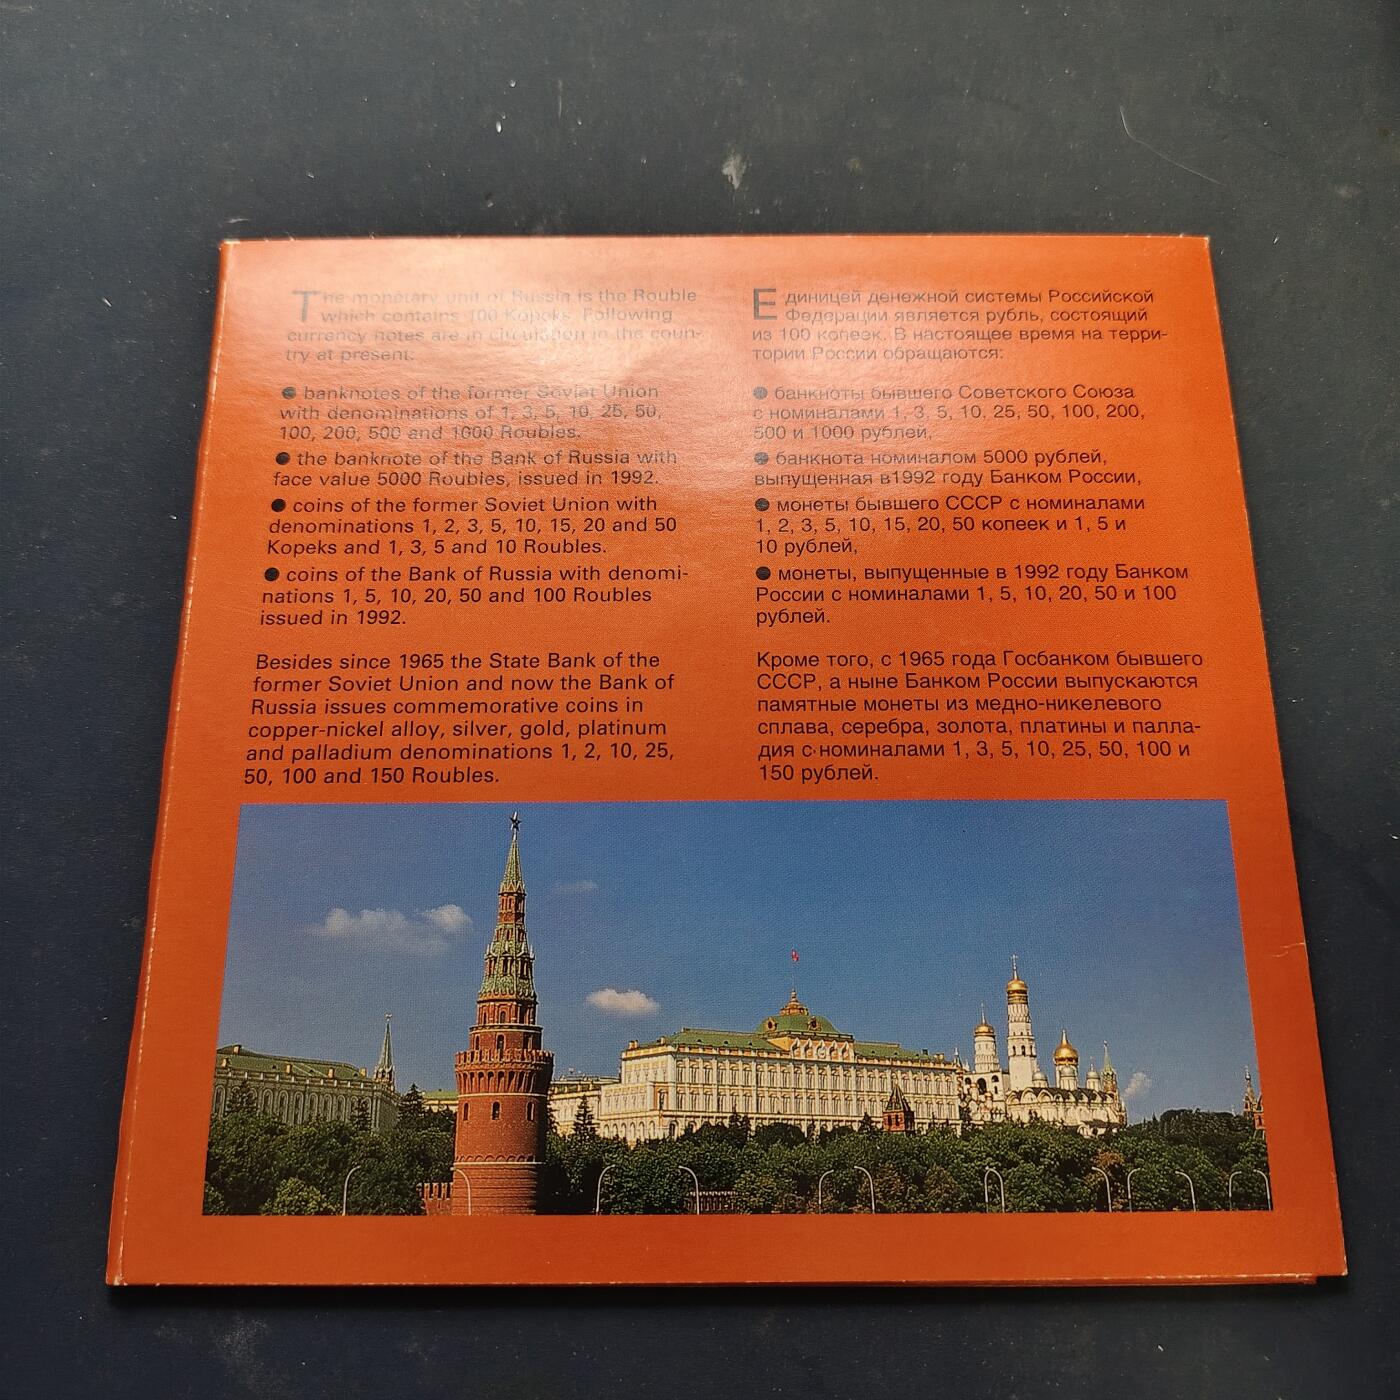 The monetary unit of Russia is the Rouble
which contains 100 Kopeks. Following
currency notes are in circulation in the coun-
try at present:
● banknotes of the former Soviet Union
with denominations of 1, 3, 5, 10, 25, 50,
100, 200, 500 and 1000 Roubles.
● the banknote of the Bank of Russia with
face value 5000 Roubles, issued in 1992.
● coins of the former Soviet Union with
denominations 1, 2, 3, 5, 10, 15, 20 and 50
Kopeks and 1, 3, 5 and 10 Roubles.
● coins of the Bank of Russia with denomi-
nations 1, 5, 10, 20, 50 and 100 Roubles
issued in 1992.
Besides since 1965 the State Bank of the
former Soviet Union and now the Bank of
Russia issues commemorative coins in
copper-nickel alloy, silver, gold, platinum
and palladium denominations 1, 2, 10, 25,
50, 100 and 150 Roubles.
Единицей денежной системы Российской
Федерации является рубль, состоящий
из 100 копеек. В настоящее время на терри-
тории России обращаются:
● банкноты бывшего Советского Союза
с номиналами 1, 3, 5, 10, 25, 50, 100, 200,
500 и 1000 рублей,
● банкнота номиналом 5000 рублей,
выпущенная в1992 году Банком России,
● монеты бывшего СССР с номиналами
1, 2, 3, 5, 10, 15, 20, 50 копеек и 1, 5 и
10 рублей,
● монеты, выпущенные в 1992 году Банком
России с номиналами 1, 5, 10, 20, 50 и 100
рублей.
Кроме того, с 1965 года Госбанком бывшего
СССР, а ныне Банком России выпускаются
памятные монеты из медно-никелевого
сплава, серебра, золота, платины и палла-
дия с номиналами 1, 3, 5, 10, 25, 50, 100 и
150 рублей.